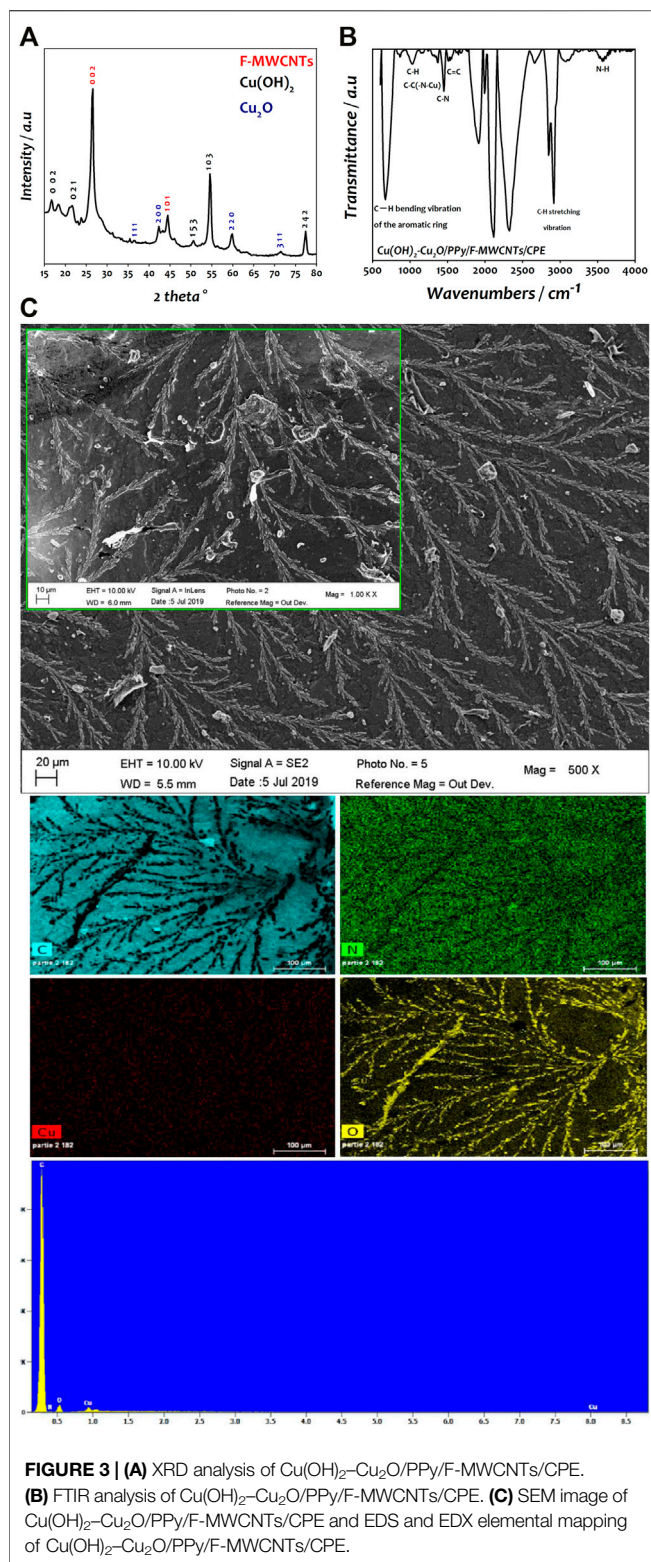 A
Intensity / a.u
F-MWCNTs
Cu(OH)2
Cu2O
0 0 2
0 2 1
0 0 2
1 1 1
2 0 0
1 0 1
1 5 3
1 0 3
2 2 0
3 1 1
2 4 2
15 20 25 30 35 40 45 50 55 60 65 70 75 80
2 theta°
B
Transmittance / a.u
C-H
C-C(-N-Cu)
C-N
C=C
N-H
C—H bending vibration
of the aromatic ring
C-H stretching
vibration
Cu(OH)2-Cu2O/PPy/F-MWCNTs/CPE
500 1000 1500 2000 2500 3000 3500 4000
Wavenumbers / cm-1
C
10 µm
EHT = 10.00 kV Signal A = InLens Photo No. = 2 Mag = 1.00 K X
WD = 6.0 mm Date :5 Jul 2019 Reference Mag = Out Dev.
20 µm
EHT = 10.00 kV Signal A = SE2 Photo No. = 5 Mag = 500 X
WD = 5.5 mm Date :5 Jul 2019 Reference Mag = Out Dev.
C
partie 2 182
100 µm
N
partie 2 182
100 µm
Cu
partie 2 182
100 µm
O
partie 2 182
100 µm
C
N
O
Cu
Cu
0.5 1.0 1.5 2.0 2.5 3.0 3.5 4.0 4.5 5.0 5.5 6.0 6.5 7.0 7.5 8.0 8.5
FIGURE 3 | (A) XRD analysis of Cu(OH)2–Cu2O/PPy/F-MWCNTs/CPE.
(B) FTIR analysis of Cu(OH)2–Cu2O/PPy/F-MWCNTs/CPE. (C) SEM image of
Cu(OH)2–Cu2O/PPy/F-MWCNTs/CPE and EDS and EDX elemental mapping
of Cu(OH)2–Cu2O/PPy/F-MWCNTs/CPE.